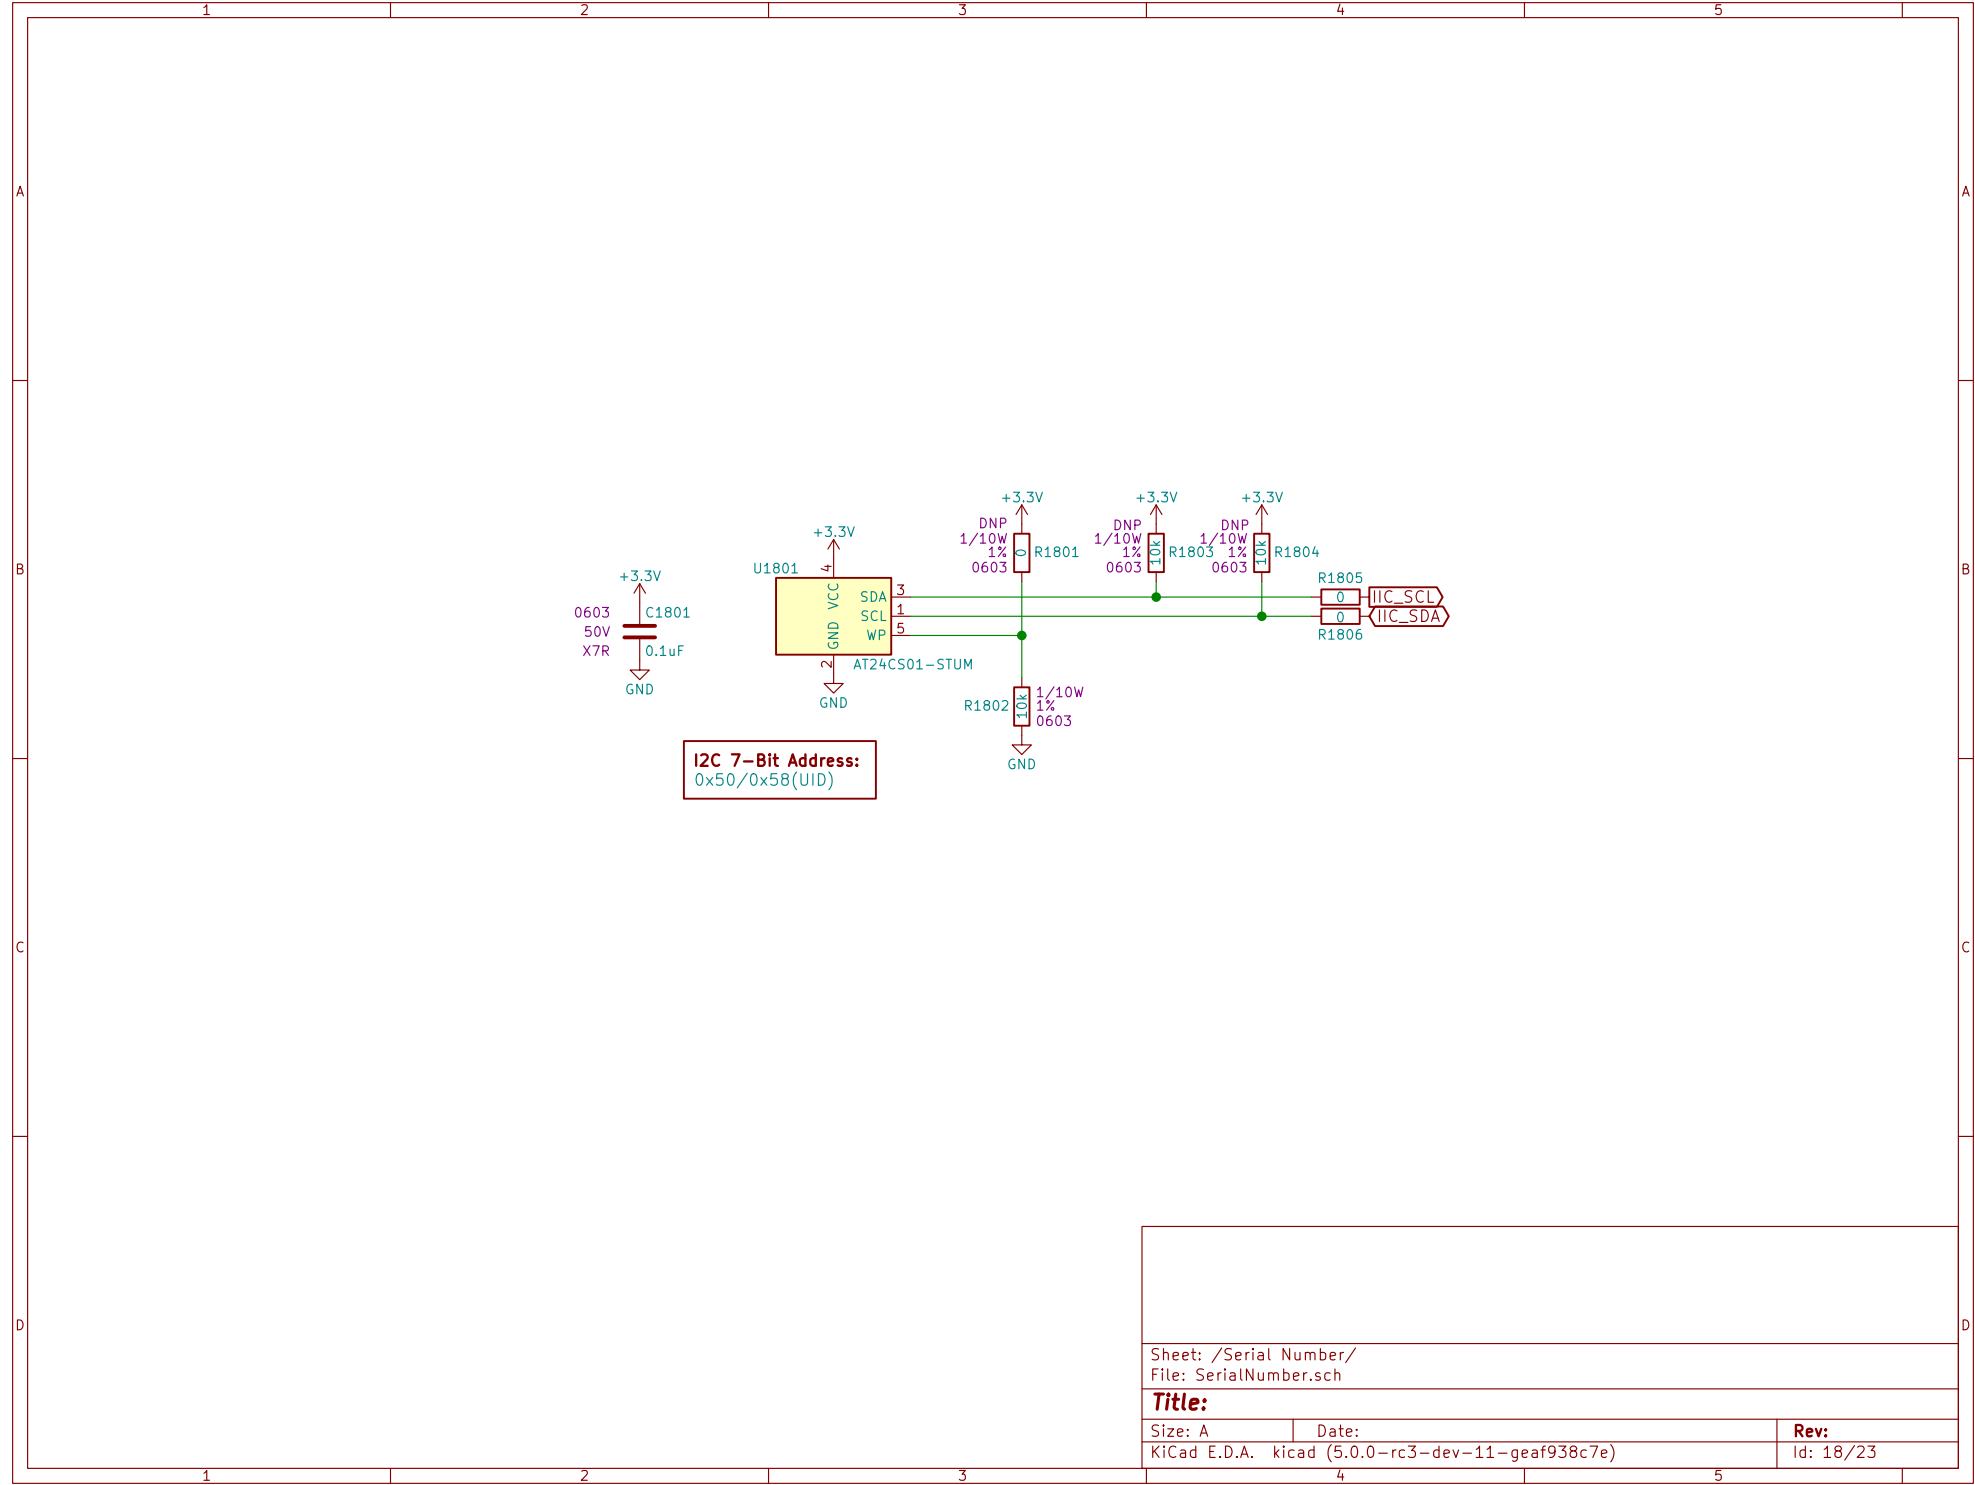 1 2 3 4 5
A A
B B
C C
D D
+3.3V
C1801
0603
50V
X7R
0.1uF
GND
+3.3V
U1801
4
VCC
GND
SDA 3
SCL 1
WP 5
2
AT24CS01-STUM
GND
+3.3V
DNP
1/10W
1%
0603
0
R1801
R1802
10k
1/10W
1%
0603
GND
+3.3V
DNP
1/10W
1%
0603
10k
R1803
+3.3V
DNP
1/10W
1%
0603
10k
R1804
R1805
0
IIC_SCL
0
IIC_SDA
R1806
I2C 7-Bit Address:
0x50/0x58(UID)
Sheet: /Serial Number/
File: SerialNumber.sch
Title:
Size: A Date: Rev:
KiCad E.D.A. kicad (5.0.0-rc3-dev-11-geaf938c7e) Id: 18/23
1 2 3 4 5